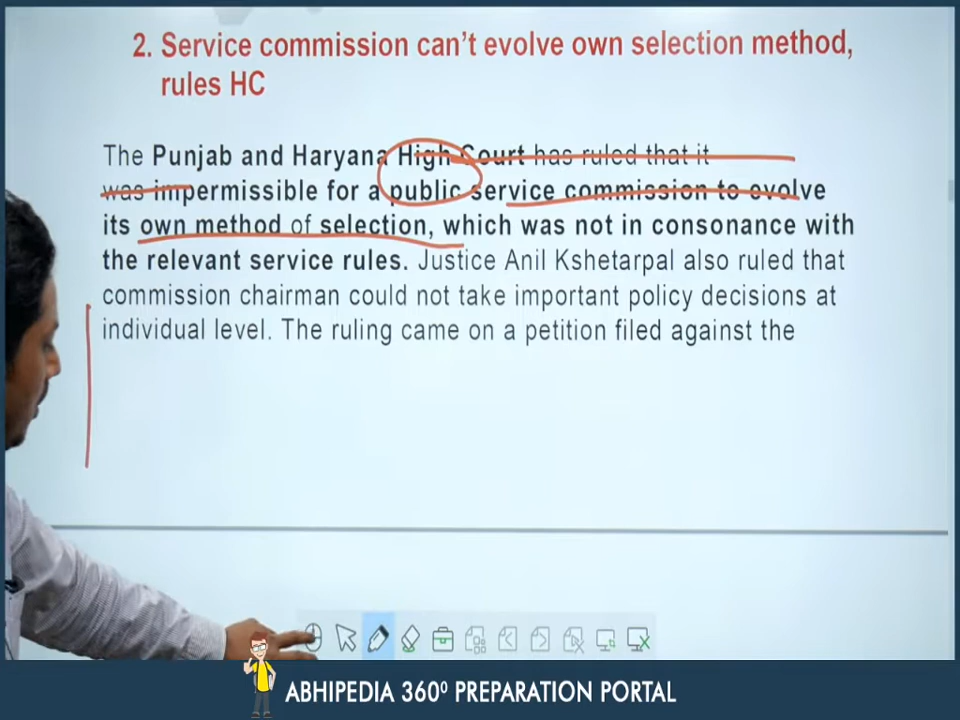 2. Service commission can't evolve own selection method,
rules HC
The Punjab and Haryana High Court has ruled that it
was impermissible for a public service commission to evolve
its own method of selection, which was not in consonance with
the relevant service rules. Justice Anil Kshetarpal also ruled that
commission chairman could not take important policy decisions at
individual level. The ruling came on a petition filed against the
ABHIPEDIA 360⁰ PREPARATION PORTAL